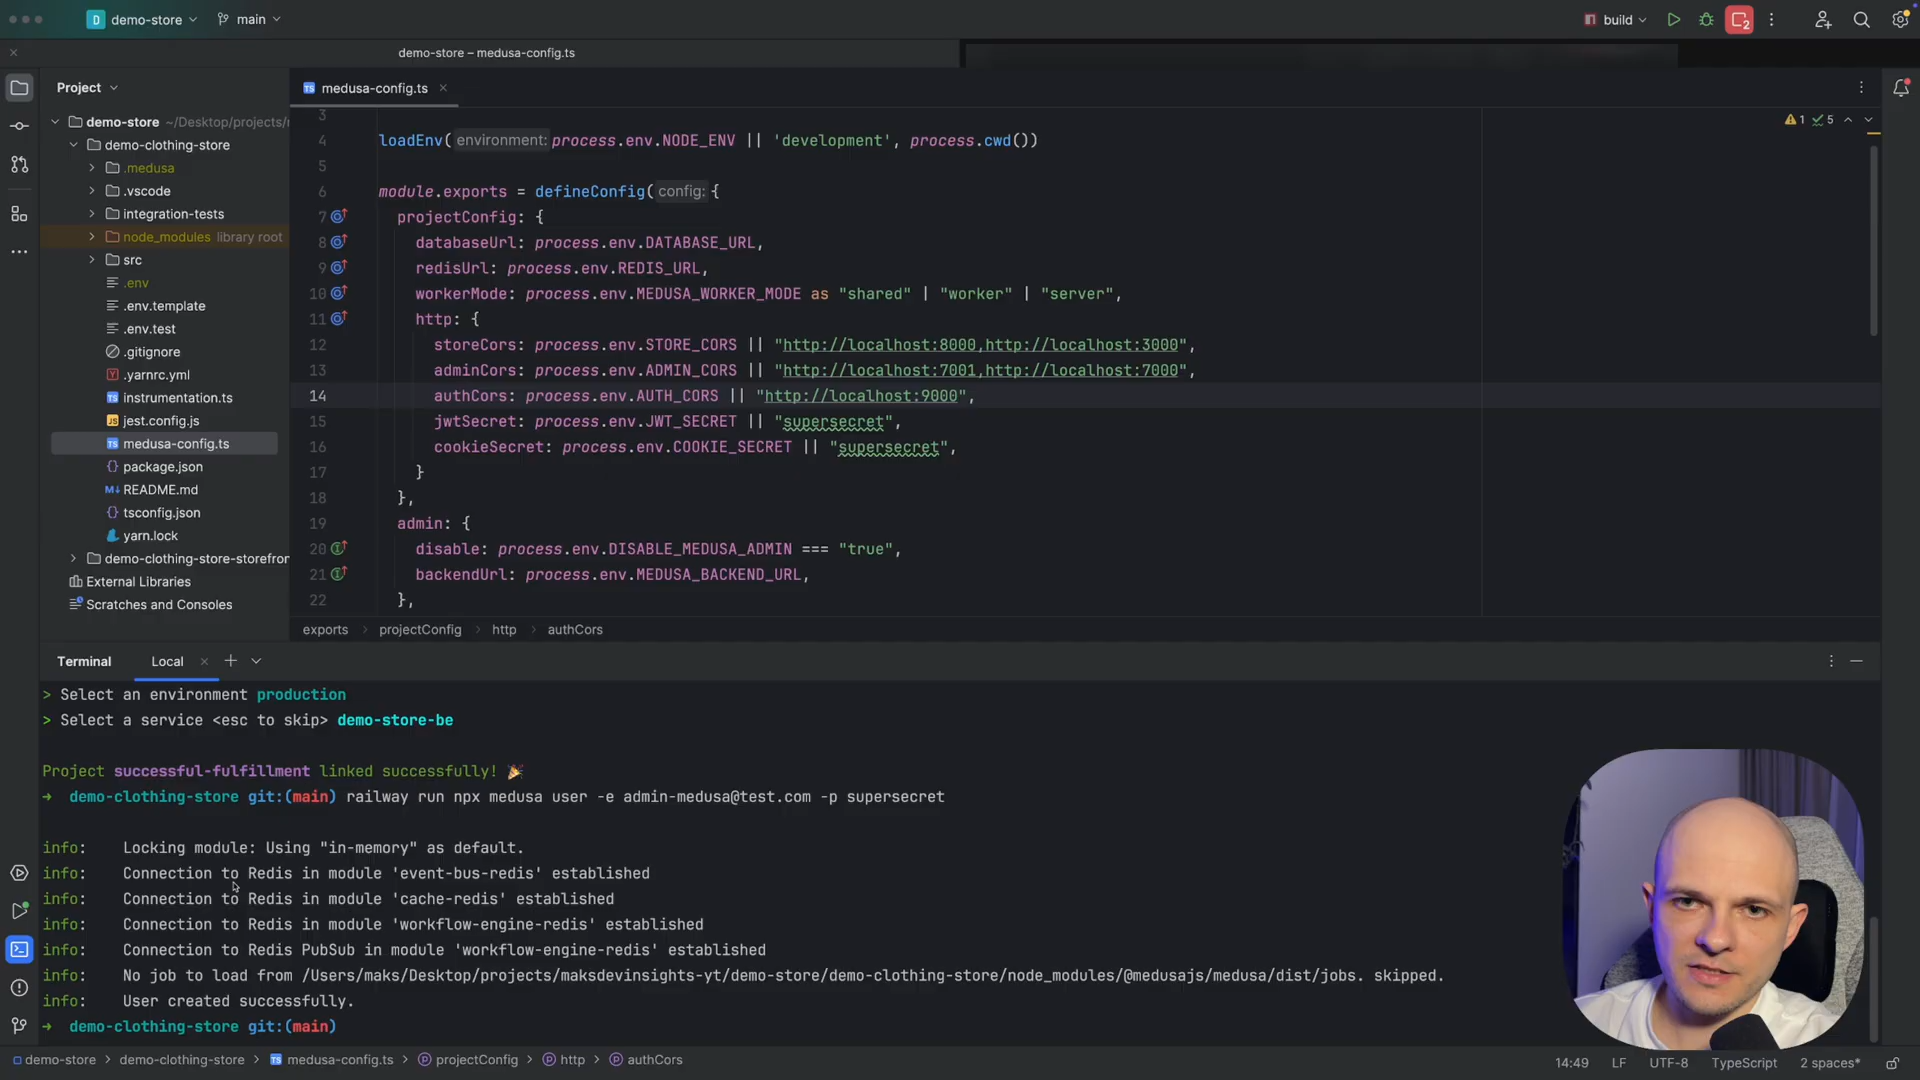 D demo-store main build 2
demo-store – medusa-config.ts
Project
medusa-config.ts
demo-store ~/Desktop/projects/r
demo-clothing-store
.medusa
.vscode
integration-tests
node_modules library root
src
.env
.env.template
.env.test
.gitignore
.yarnrc.yml
instrumentation.ts
jest.config.js
medusa-config.ts
package.json
README.md
tsconfig.json
yarn.lock
demo-clothing-store-storefror
External Libraries
Scratches and Consoles
1 5
3
4 loadEnv( environment: process.env.NODE_ENV || 'development', process.cwd())
5
6 module.exports = defineConfig( config: {
7 projectConfig: {
8 databaseUrl: process.env.DATABASE_URL,
9 redisUrl: process.env.REDIS_URL,
10 workerMode: process.env.MEDUSA_WORKER_MODE as "shared" | "worker" | "server",
11 http: {
12 storeCors: process.env.STORE_CORS || "http://localhost:8000,http://localhost:3000",
13 adminCors: process.env.ADMIN_CORS || "http://localhost:7001,http://localhost:7000",
14 authCors: process.env.AUTH_CORS || "http://localhost:9000",
15 jwtSecret: process.env.JWT_SECRET || "supersecret",
16 cookieSecret: process.env.COOKIE_SECRET || "supersecret",
17 }
18 },
19 admin: {
20 disable: process.env.DISABLE_MEDUSA_ADMIN === "true",
21 backendUrl: process.env.MEDUSA_BACKEND_URL,
22 },
exports > projectConfig > http > authCors
Terminal Local
> Select an environment production
> Select a service <esc to skip> demo-store-be
Project successful-fulfillment linked successfully! 🎉
→ demo-clothing-store git:(main) railway run npx medusa user -e admin-medusa@test.com -p supersecret
info: Locking module: Using "in-memory" as default.
info: Connection to Redis in module 'event-bus-redis' established
info: Connection to Redis in module 'cache-redis' established
info: Connection to Redis in module 'workflow-engine-redis' established
info: Connection to Redis PubSub in module 'workflow-engine-redis' established
info: No job to load from /Users/maks/Desktop/projects/maksdevinsights-yt/demo-store/demo-clothing-store/node_modules/@medusajs/medusa/dist/jobs. skipped.
info: User created successfully.
→ demo-clothing-store git:(main)
demo-store > demo-clothing-store > medusa-config.ts > projectConfig > http > authCors 14:49 LF UTF-8 TypeScript 2 spaces*